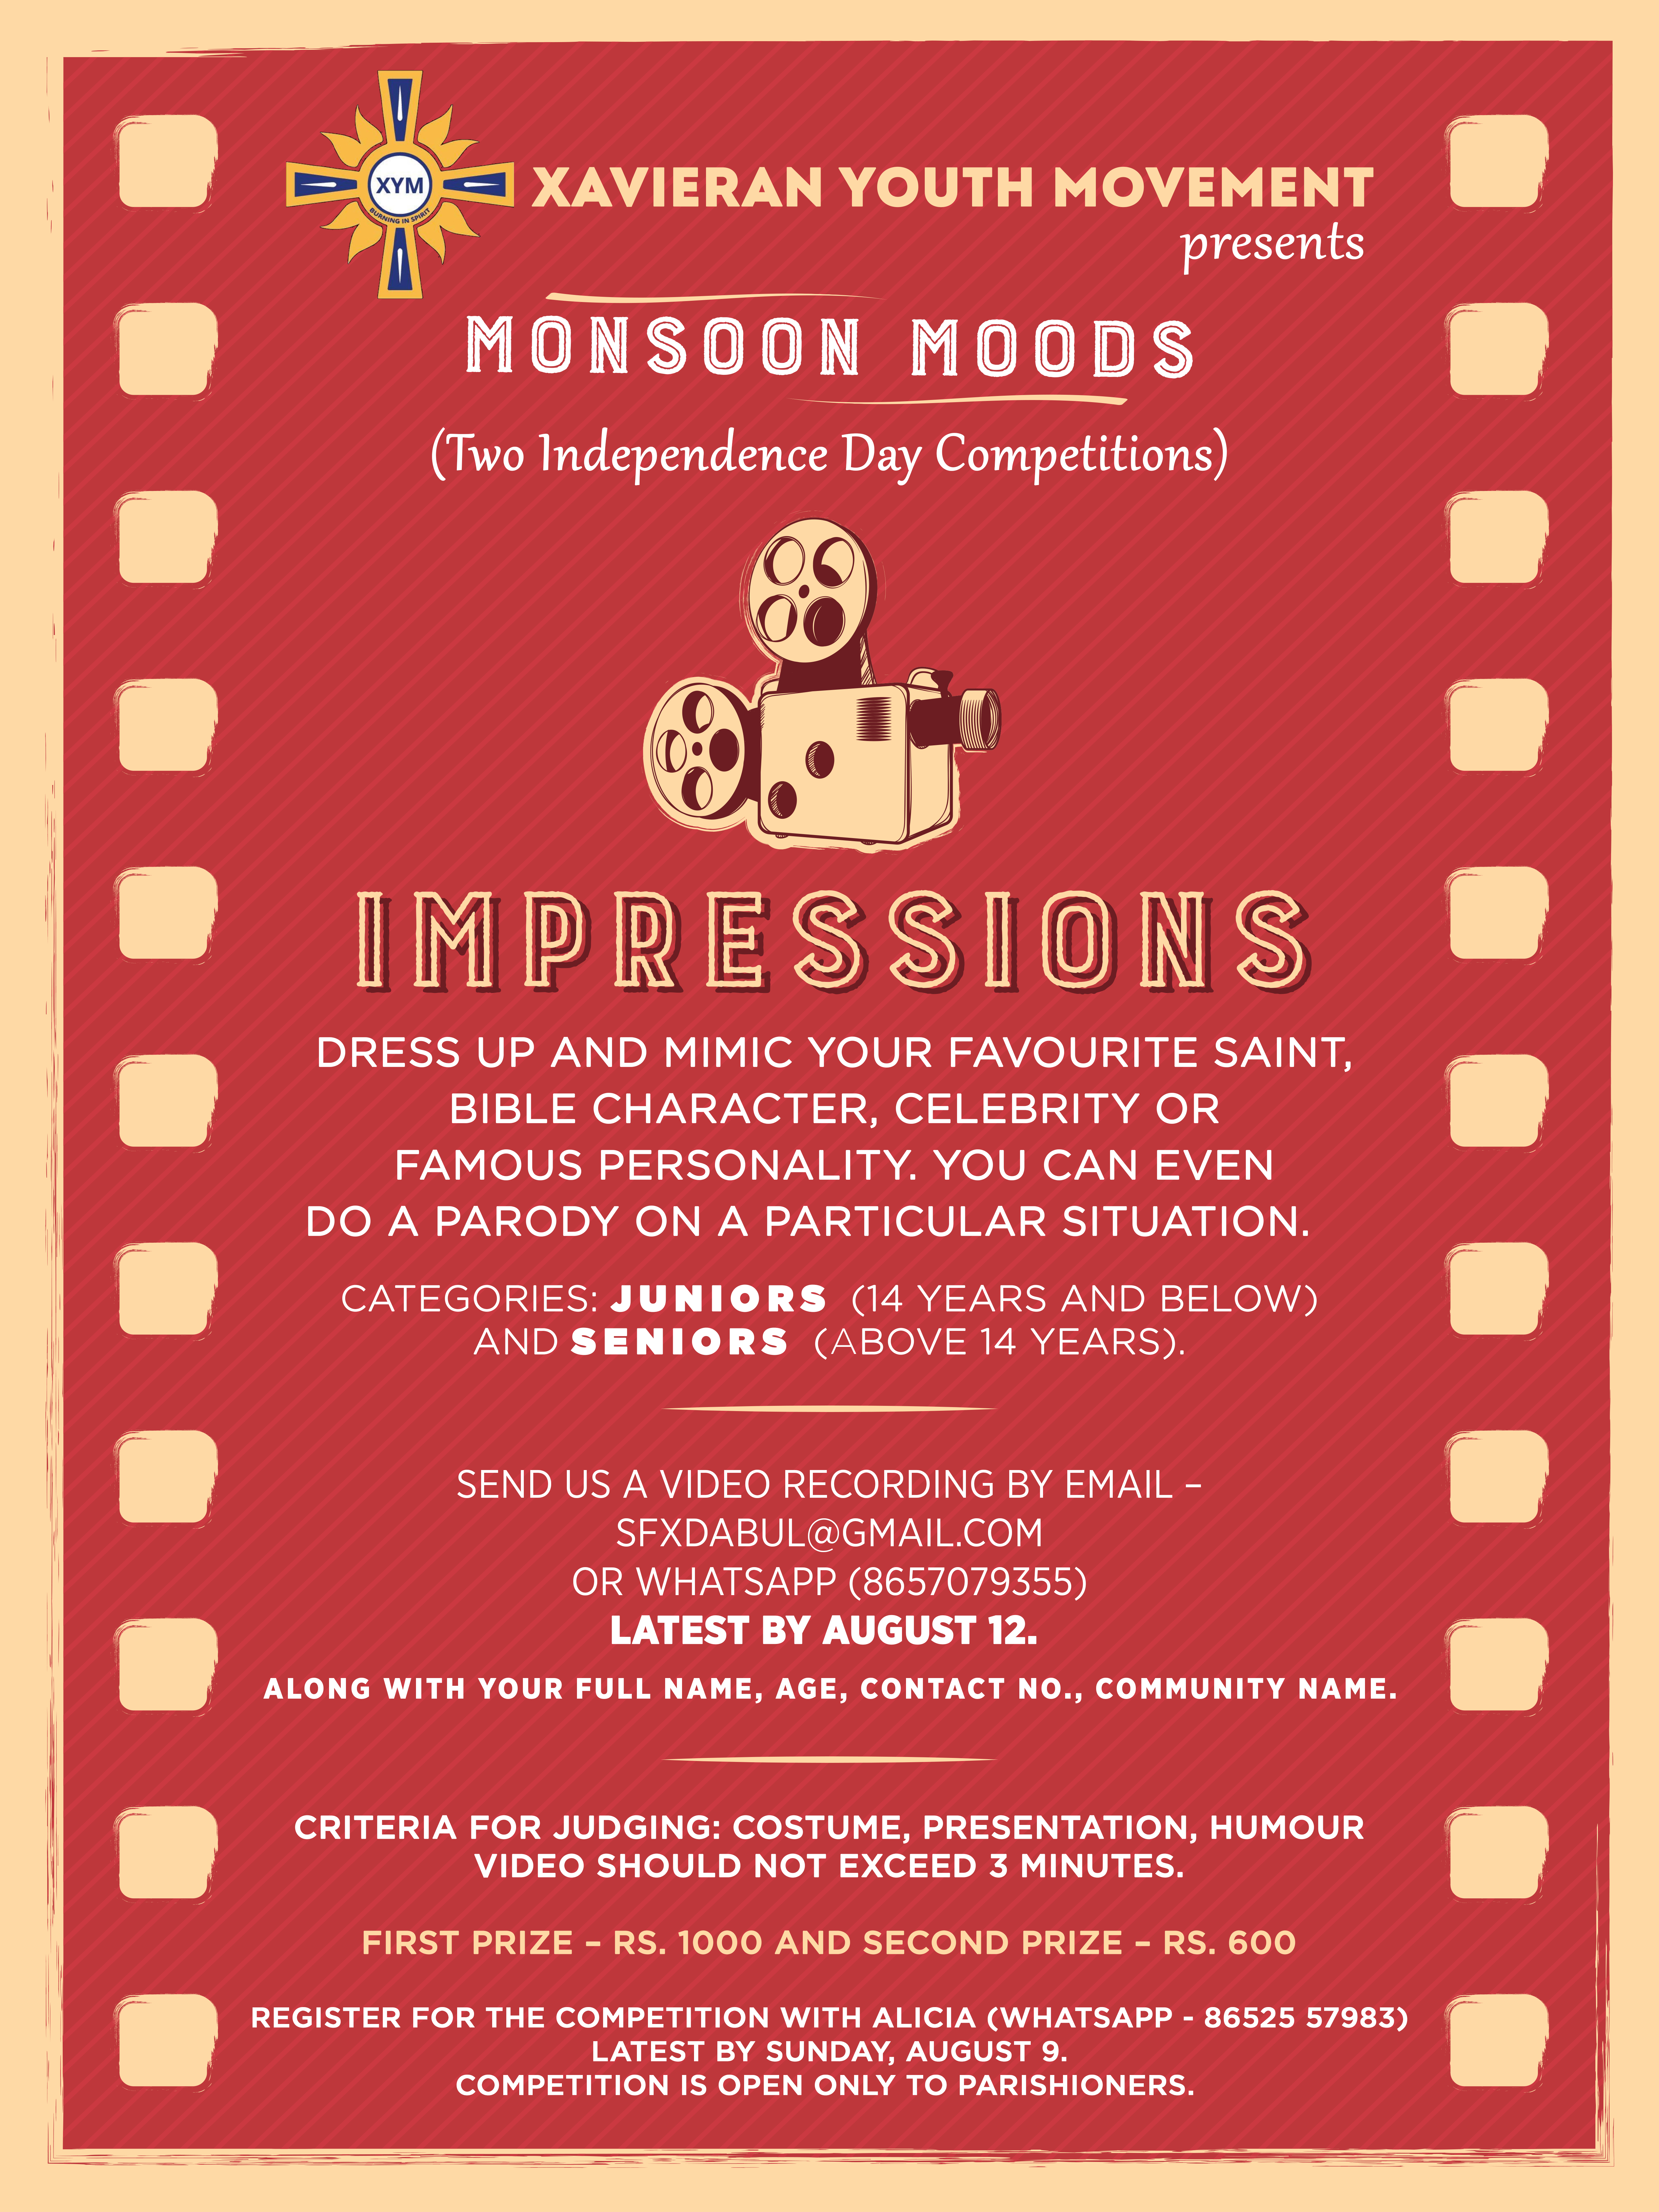 XYM
BURNING IN SPIRIT
XAVIERAN YOUTH MOVEMENT
presents
MONSOON MOODS
(Two Independence Day Competitions)
IMPRESSIONS
DRESS UP AND MIMIC YOUR FAVOURITE SAINT,
BIBLE CHARACTER, CELEBRITY OR
FAMOUS PERSONALITY. YOU CAN EVEN
DO A PARODY ON A PARTICULAR SITUATION.
CATEGORIES: JUNIORS (14 YEARS AND BELOW)
AND SENIORS (ABOVE 14 YEARS).
SEND US A VIDEO RECORDING BY EMAIL –
SFXDABUL@GMAIL.COM
OR WHATSAPP (8657079355)
LATEST BY AUGUST 12.
ALONG WITH YOUR FULL NAME, AGE, CONTACT NO., COMMUNITY NAME.
CRITERIA FOR JUDGING: COSTUME, PRESENTATION, HUMOUR
VIDEO SHOULD NOT EXCEED 3 MINUTES.
FIRST PRIZE – RS. 1000 AND SECOND PRIZE – RS. 600
REGISTER FOR THE COMPETITION WITH ALICIA (WHATSAPP - 86525 57983)
LATEST BY SUNDAY, AUGUST 9.
COMPETITION IS OPEN ONLY TO PARISHIONERS.